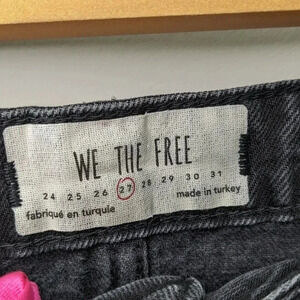 WE THE FREE
24 25 26 27 28 29 30 31
fabriqué en turquie made in turkey